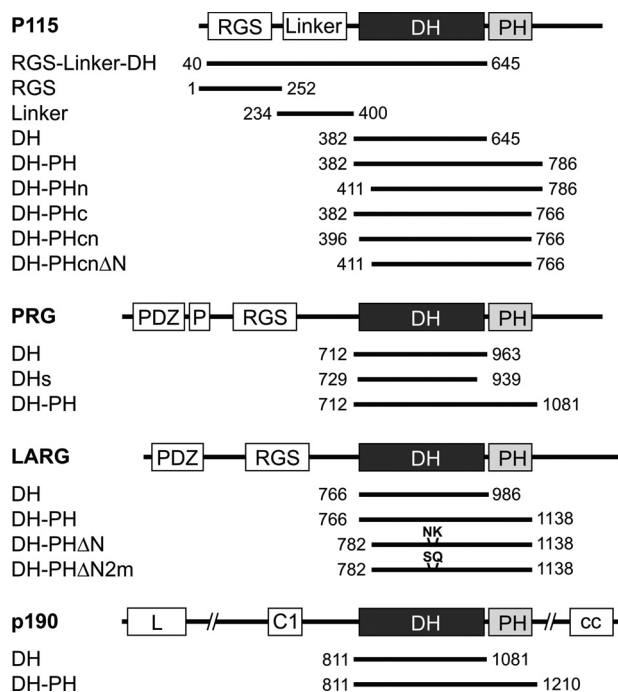 P115 RGS Linker DH PH
RGS-Linker-DH 40 645
RGS 1 252
Linker 234 400
DH 382 645
DH-PH 382 786
DH-PHn 411 786
DH-PHc 382 766
DH-PHcn 396 766
DH-PHcnΔN 411 766
PRG PDZ P RGS DH PH
DH 712 963
DHs 729 939
DH-PH 712 1081
LARG PDZ RGS DH PH
DH 766 986
DH-PH 766 1138
NK
DH-PHΔN 782 1138
SQ
DH-PHΔN2m 782 1138
p190 L // C1 DH PH // cc
DH 811 1081
DH-PH 811 1210